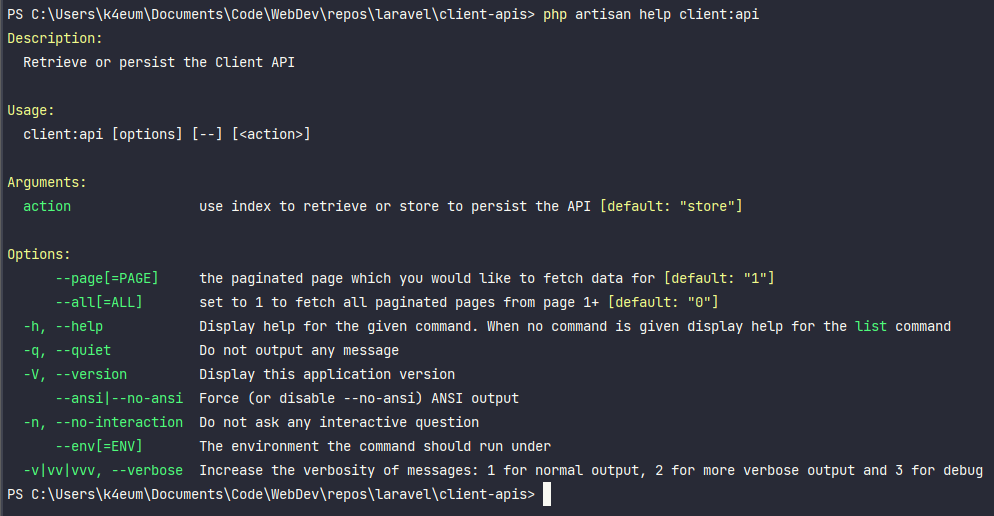 PS C:\Users\k4eum\Documents\Code\WebDev\repos\laravel\client-apis> php artisan help client:api
Description:
  Retrieve or persist the Client API

Usage:
  client:api [options] [--] [<action>]

Arguments:
  action                use index to retrieve or store to persist the API [default: "store"]

Options:
      --page[=PAGE]     the paginated page which you would like to fetch data for [default: "1"]
      --all[=ALL]       set to 1 to fetch all paginated pages from page 1+ [default: "0"]
  -h, --help            Display help for the given command. When no command is given display help for the list command
  -q, --quiet           Do not output any message
  -V, --version         Display this application version
      --ansi|--no-ansi  Force (or disable --no-ansi) ANSI output
  -n, --no-interaction  Do not ask any interactive question
      --env[=ENV]       The environment the command should run under
  -v|vv|vvv, --verbose  Increase the verbosity of messages: 1 for normal output, 2 for more verbose output and 3 for debug
PS C:\Users\k4eum\Documents\Code\WebDev\repos\laravel\client-apis>